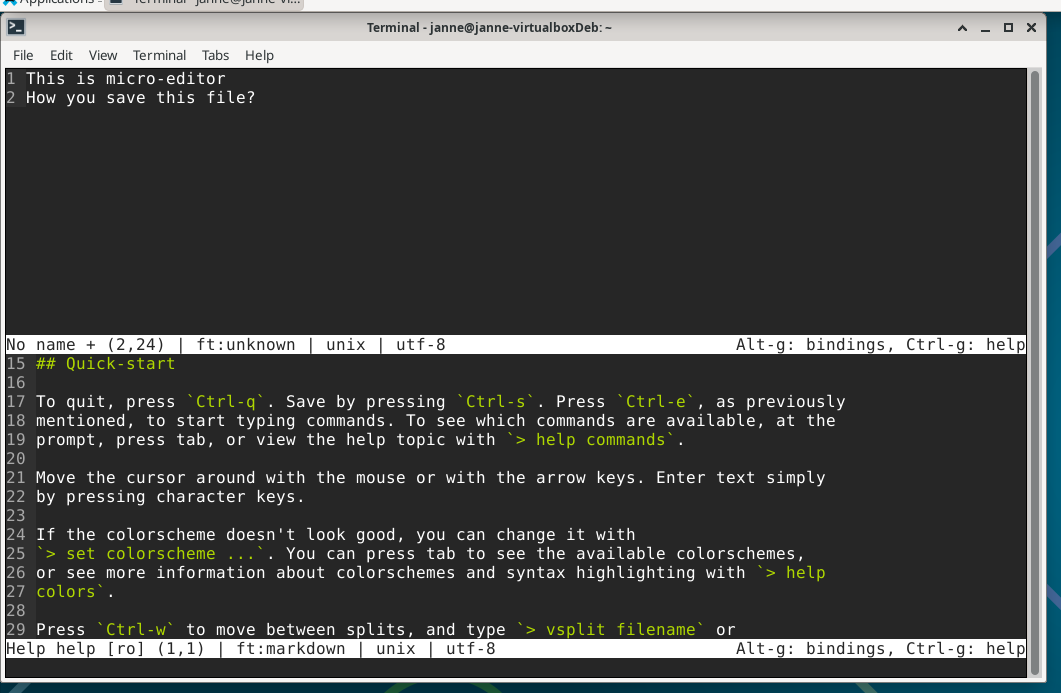 Applications
Terminal - janne@janne-vi...
Terminal - janne@janne-virtualboxDeb: ~
File Edit View Terminal Tabs Help
1 This is micro-editor
2 How you save this file?
No name + (2,24) | ft:unknown | unix | utf-8 Alt-g: bindings, Ctrl-g: help
15 ## Quick-start
16
17 To quit, press `Ctrl-q`. Save by pressing `Ctrl-s`. Press `Ctrl-e`, as previously
18 mentioned, to start typing commands. To see which commands are available, at the
19 prompt, press tab, or view the help topic with `> help commands`.
20
21 Move the cursor around with the mouse or with the arrow keys. Enter text simply
22 by pressing character keys.
23
24 If the colorscheme doesn't look good, you can change it with
25 `> set colorscheme ...`. You can press tab to see the available colorschemes,
26 or see more information about colorschemes and syntax highlighting with `> help
27 colors`.
28
29 Press `Ctrl-w` to move between splits, and type `> vsplit filename` or
Help help [ro] (1,1) | ft:markdown | unix | utf-8 Alt-g: bindings, Ctrl-g: help